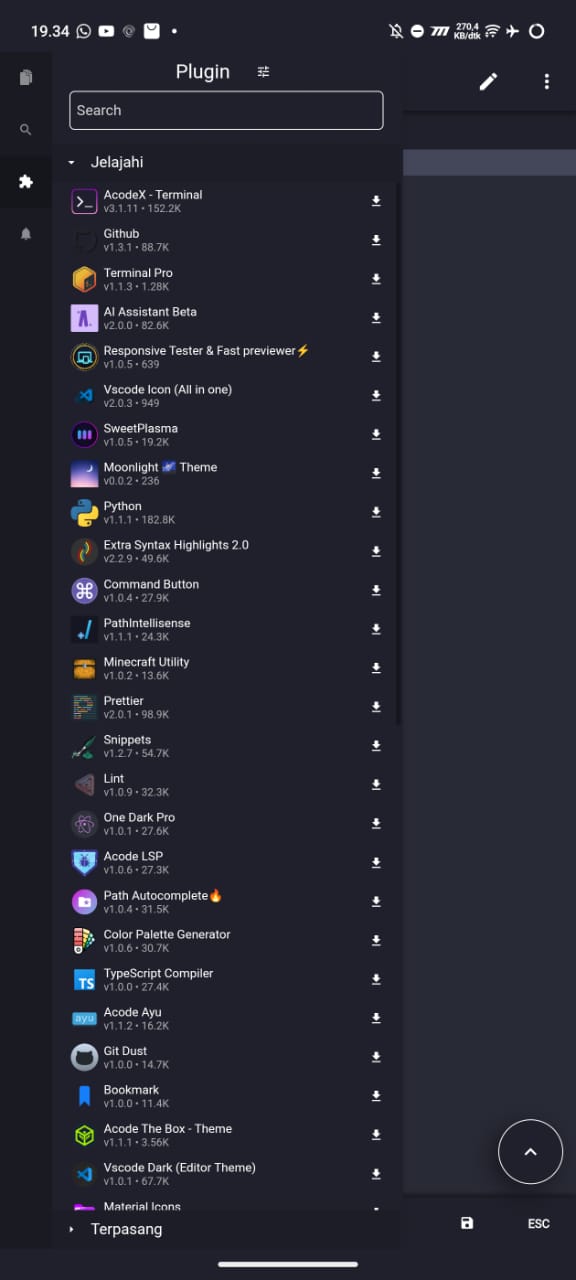 19.34
270,4
KB/dtk
Plugin
Search
Jelajahi
AcodeX - Terminal
v3.1.11 • 152.2K
Github
v1.3.1 • 88.7K
Terminal Pro
v1.1.3 • 1.28K
AI Assistant Beta
v2.0.0 • 82.6K
Responsive Tester & Fast previewer⚡
v1.0.5 • 639
Vscode Icon (All in one)
v2.0.3 • 949
SweetPlasma
v1.0.5 • 19.2K
Moonlight 🌌 Theme
v0.0.2 • 236
Python
v1.1.1 • 182.8K
Extra Syntax Highlights 2.0
v2.2.9 • 49.6K
Command Button
v1.0.4 • 27.9K
PathIntellisense
v1.1.1 • 24.3K
Minecraft Utility
v1.0.2 • 13.6K
Prettier
v2.0.1 • 98.9K
Snippets
v1.2.7 • 54.7K
Lint
v1.0.9 • 32.3K
One Dark Pro
v1.0.1 • 27.6K
Acode LSP
v1.0.6 • 27.3K
Path Autocomplete🔥
v1.0.4 • 31.5K
Color Palette Generator
v1.0.6 • 30.7K
TS
TypeScript Compiler
v1.0.0 • 27.4K
ayu
Acode Ayu
v1.1.2 • 16.2K
Git Dust
v1.0.0 • 14.7K
Bookmark
v1.0.0 • 11.4K
Acode The Box - Theme
v1.1.1 • 3.56K
Vscode Dark (Editor Theme)
v1.0.1 • 67.7K
Material Icons
Terpasang
ESC